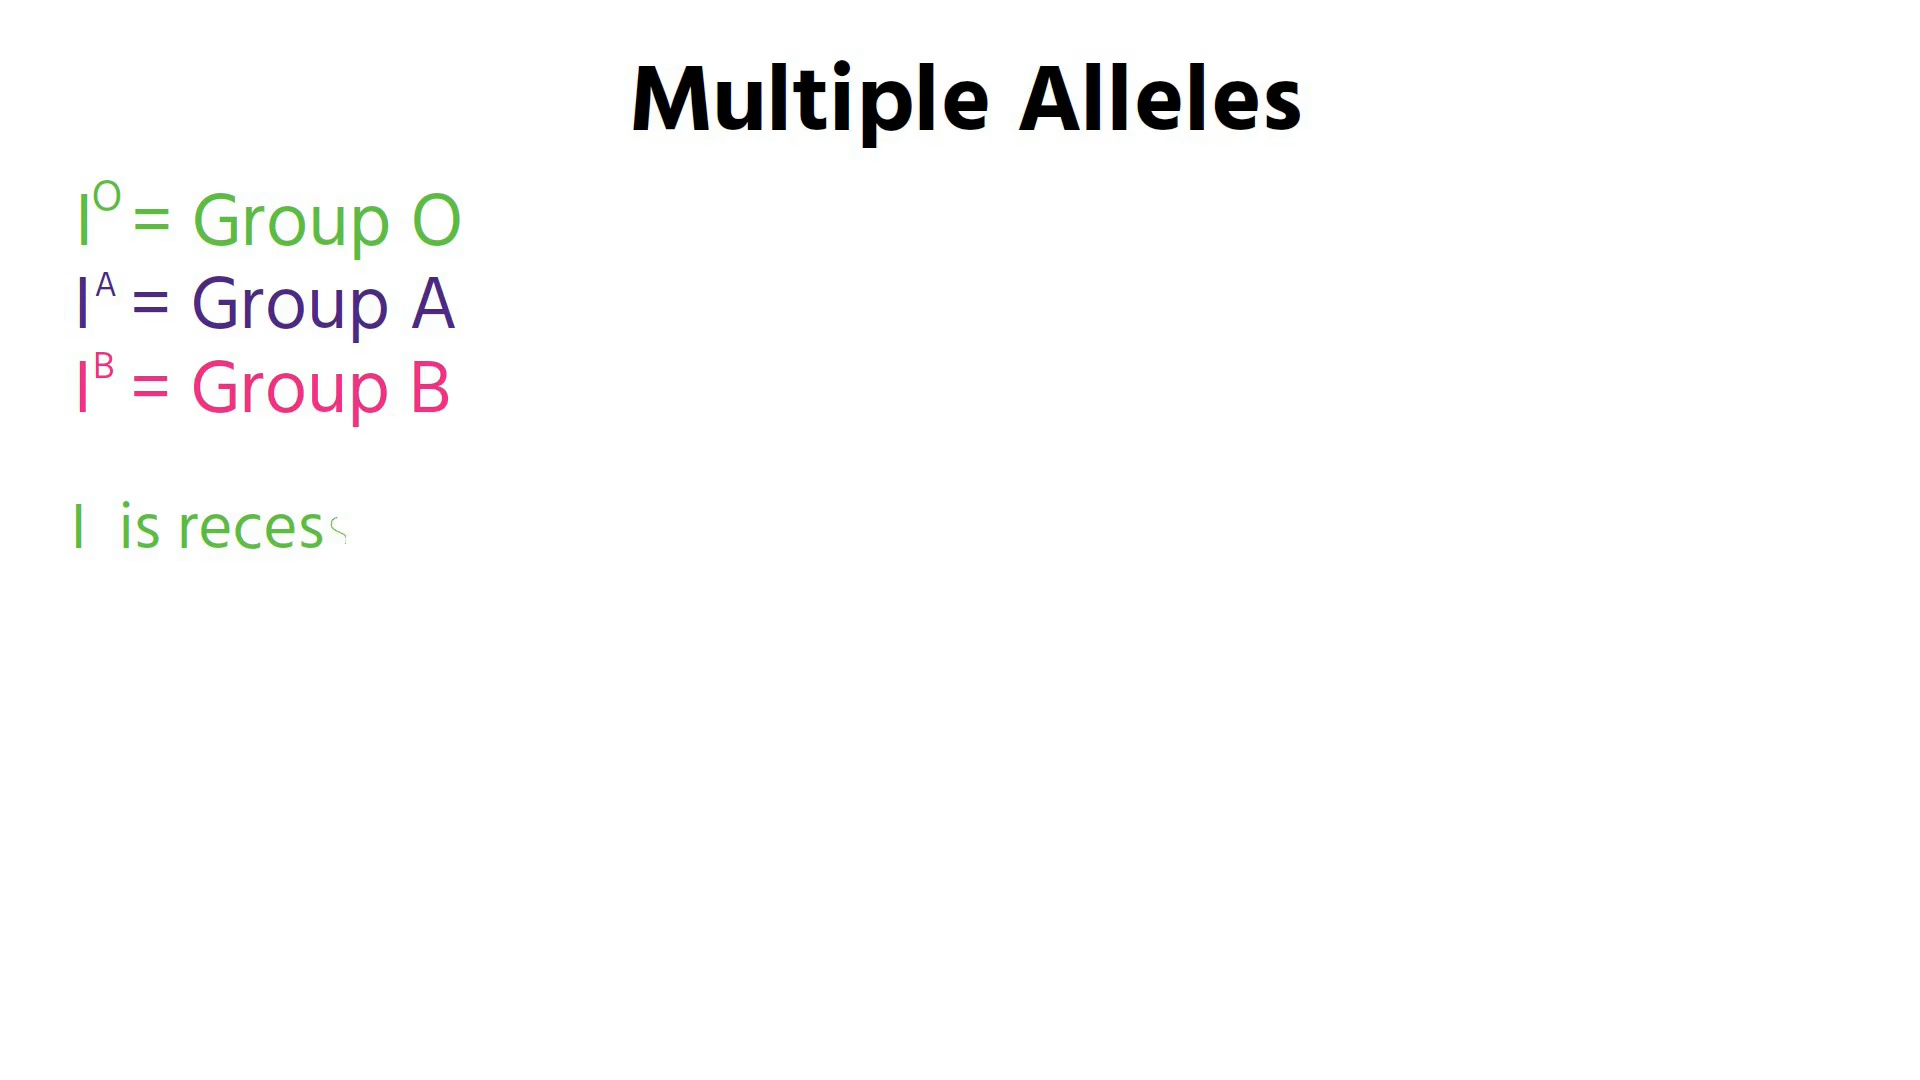 Multiple Alleles
I^O = Group O
I^A = Group A
I^B = Group B
I is reces